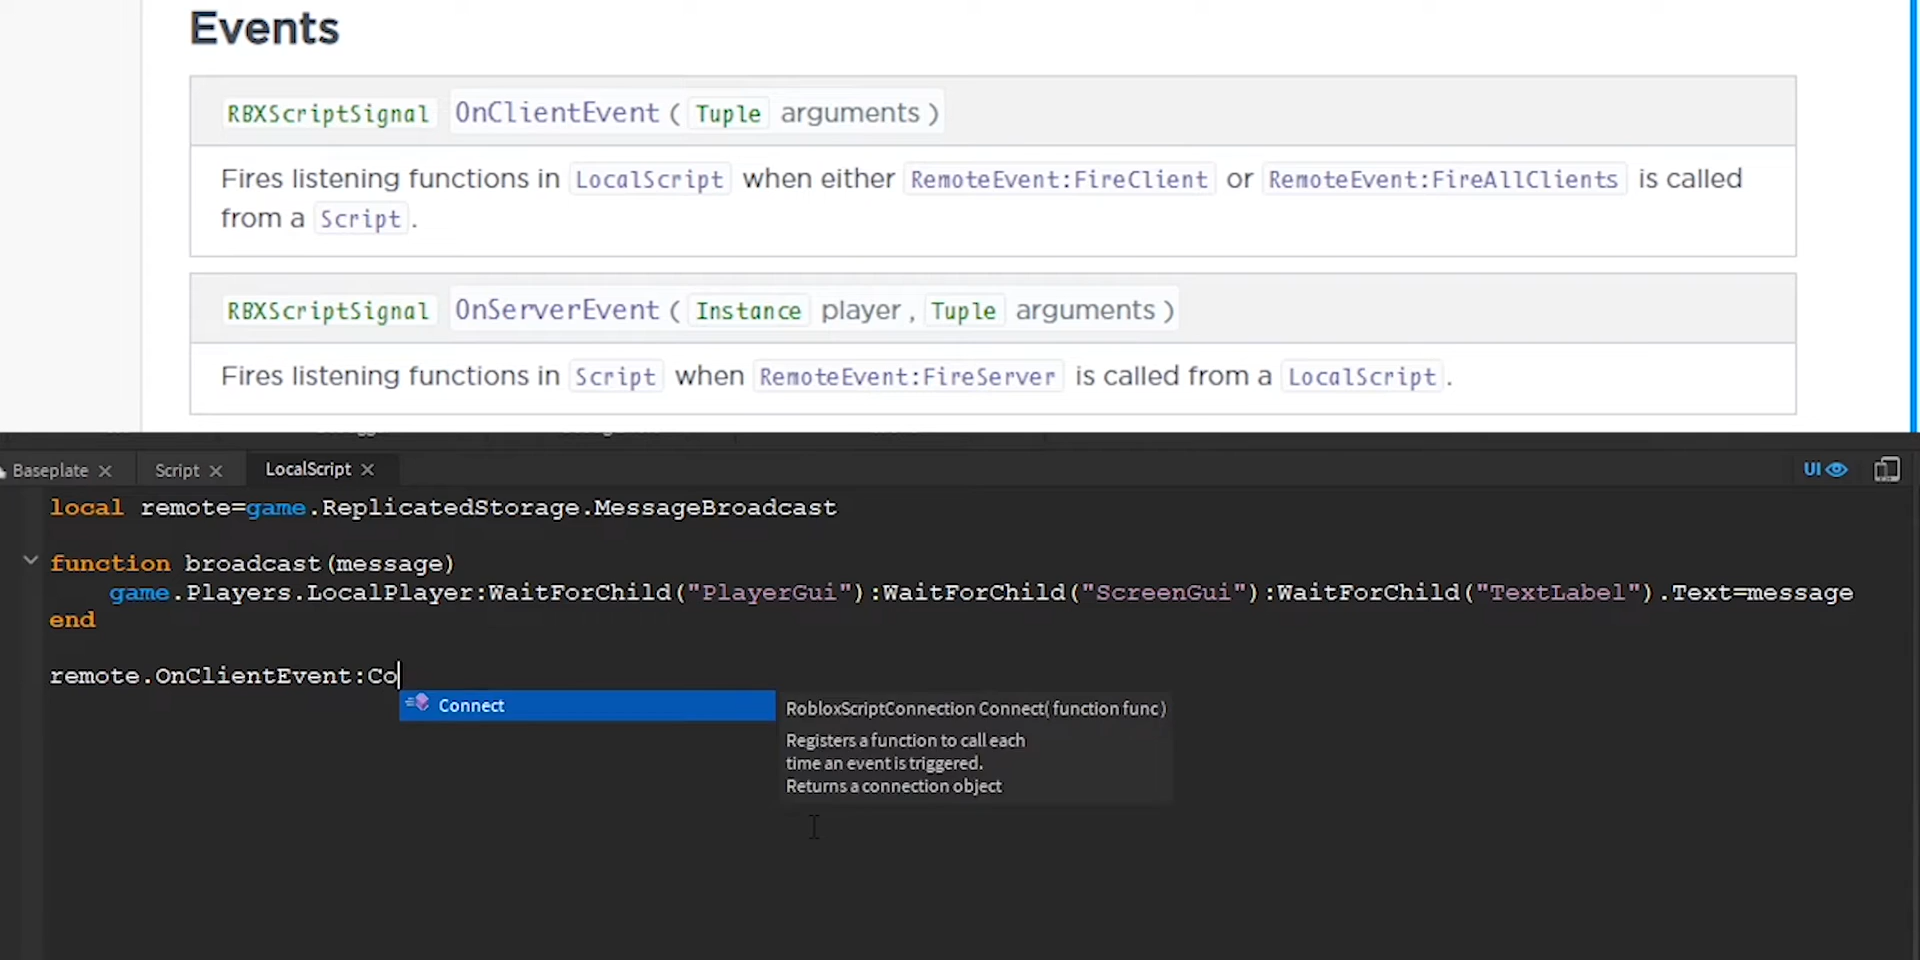 Events
RBXScriptSignal OnClientEvent ( Tuple arguments )
Fires listening functions in LocalScript when either RemoteEvent:FireClient or RemoteEvent:FireAllClients is called
from a Script .
RBXScriptSignal OnServerEvent ( Instance player , Tuple arguments )
Fires listening functions in Script when RemoteEvent:FireServer is called from a LocalScript .
Baseplate × Script × LocalScript × UI
local remote=game.ReplicatedStorage.MessageBroadcast
function broadcast(message)
game.Players.LocalPlayer:WaitForChild("PlayerGui"):WaitForChild("ScreenGui"):WaitForChild("TextLabel").Text=message
end
remote.OnClientEvent:Co
Connect
RobloxScriptConnection Connect( function func )
Registers a function to call each
time an event is triggered.
Returns a connection object